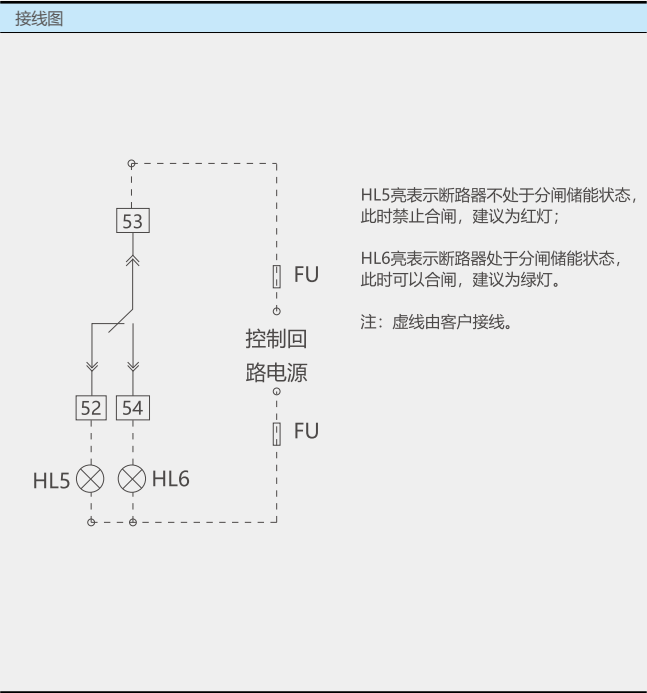 接线图
HL5亮表示断路器不处于分闸储能状态，
此时禁止合闸，建议为红灯；
53
HL6亮表示断路器处于分闸储能状态，
此时可以合闸，建议为绿灯。
FU
注：虚线由客户接线。
控制回
路电源
52
54
FU
HL5
HL6